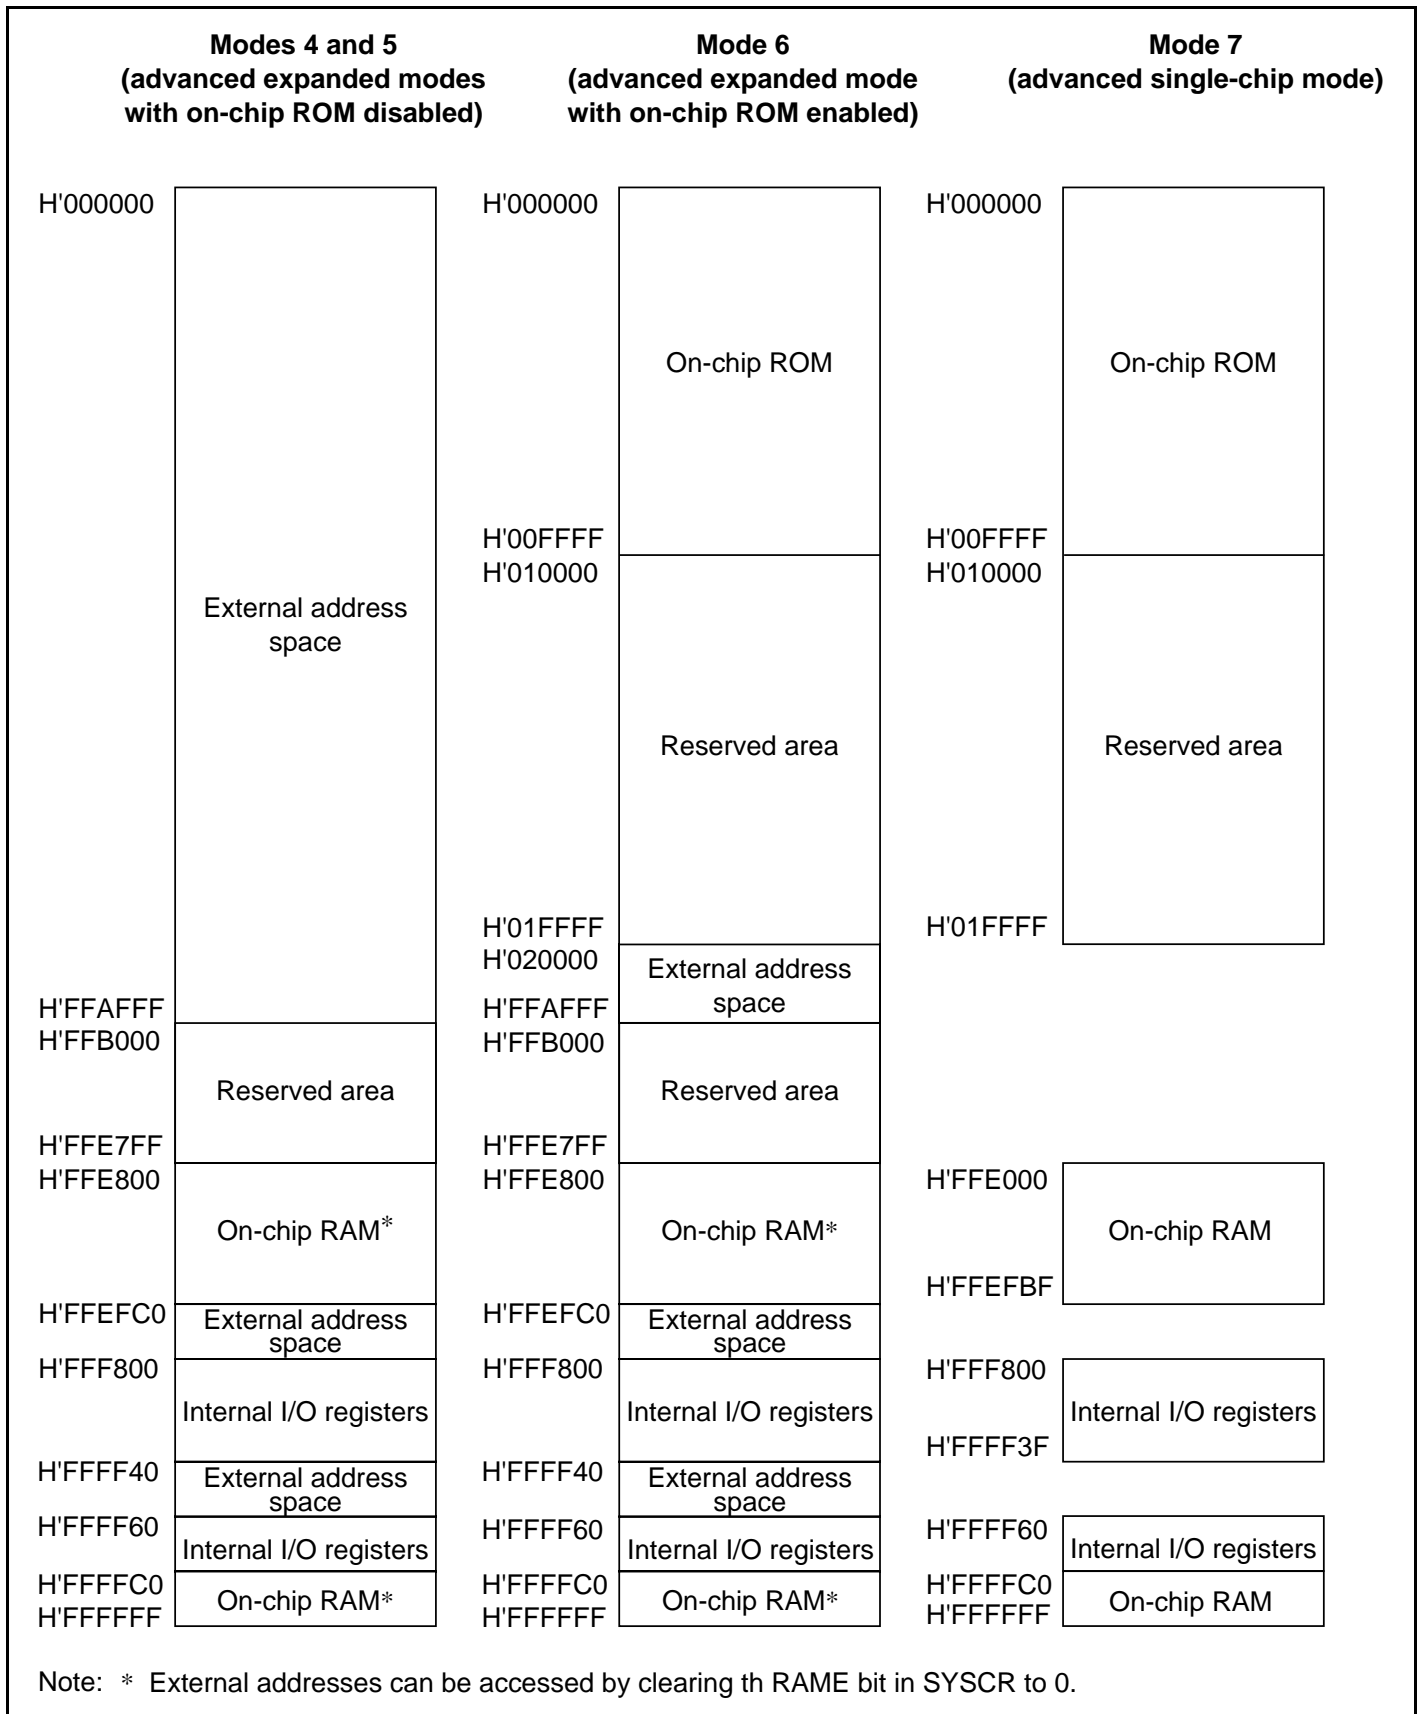 Modes 4 and 5
(advanced expanded modes
with on-chip ROM disabled)
H'000000
External address
space
H'FFAFFF
H'FFB000
Reserved area
H'FFE7FF
H'FFE800
On-chip RAM*
H'FFEFC0
External address
space
H'FFF800
Internal I/O registers
H'FFFF40
External address
space
H'FFFF60
Internal I/O registers
H'FFFFC0
On-chip RAM*
H'FFFFFF
Mode 6
(advanced expanded mode
with on-chip ROM enabled)
H'000000
On-chip ROM
H'00FFFF
H'010000
Reserved area
H'01FFFF
H'020000
External address
space
H'FFAFFF
H'FFB000
Reserved area
H'FFE7FF
H'FFE800
On-chip RAM*
H'FFEFC0
External address
space
H'FFF800
Internal I/O registers
H'FFFF40
External address
space
H'FFFF60
Internal I/O registers
H'FFFFC0
On-chip RAM*
H'FFFFFF
Mode 7
(advanced single-chip mode)
H'000000
On-chip ROM
H'00FFFF
H'010000
Reserved area
H'01FFFF
H'FFE000
On-chip RAM
H'FFEFBF
H'FFF800
Internal I/O registers
H'FFFF3F
H'FFFF60
Internal I/O registers
H'FFFFC0
On-chip RAM
H'FFFFFF
Note: * External addresses can be accessed by clearing th RAME bit in SYSCR to 0.